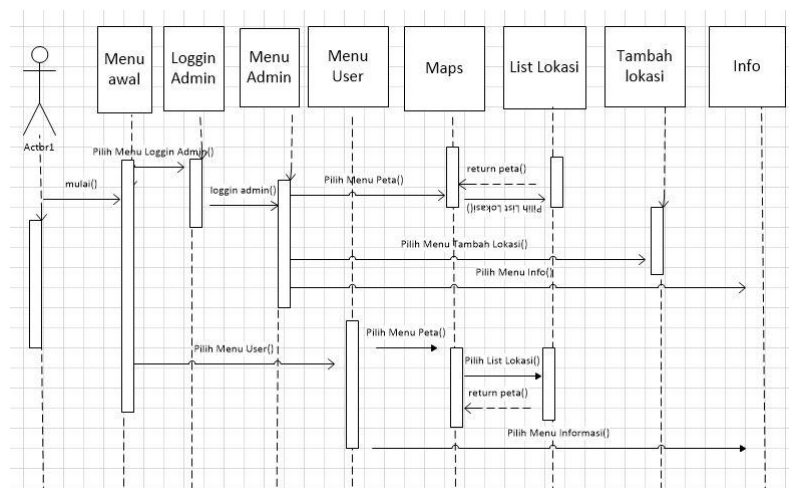 Menu
awal
Loggin
Admin
Menu
Admin
Menu
User
Maps
List Lokasi
Tambah
lokasi
Info
Actor1
Pilih Menu Loggin Admin()
mulai()
loggin admin()
Pilih Menu Peta()
return peta()
Pilih List Lokasi()
Pilih Menu Tambah Lokasi()
Pilih Menu Info()
Pilih Menu Peta()
Pilih Menu User()
Pilih List Lokasi()
return peta()
Pilih Menu Informasi()